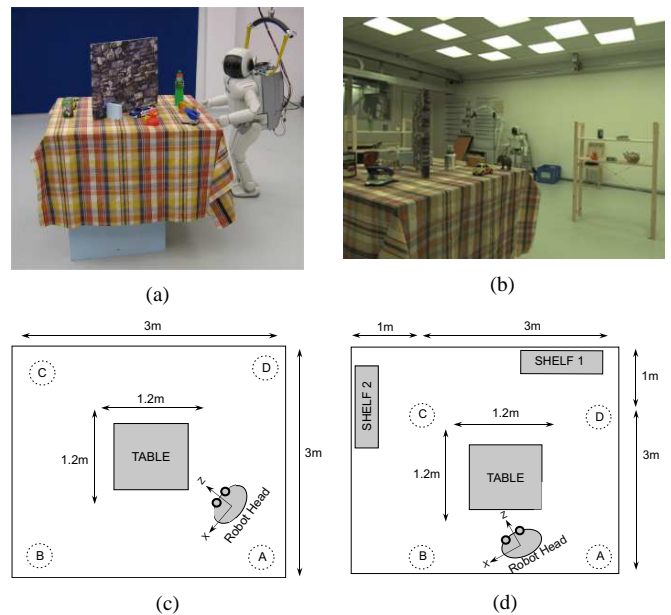 (a)
(b)
3m
C
D
1.2m
1.2m
TABLE
3m
z
x
Robot Head
B
A
(c)
1m
3m
SHELF 1
1m
SHELF 2
C
D
1.2m
1.2m
TABLE
3m
z
x
Robot Head
B
A
(d)